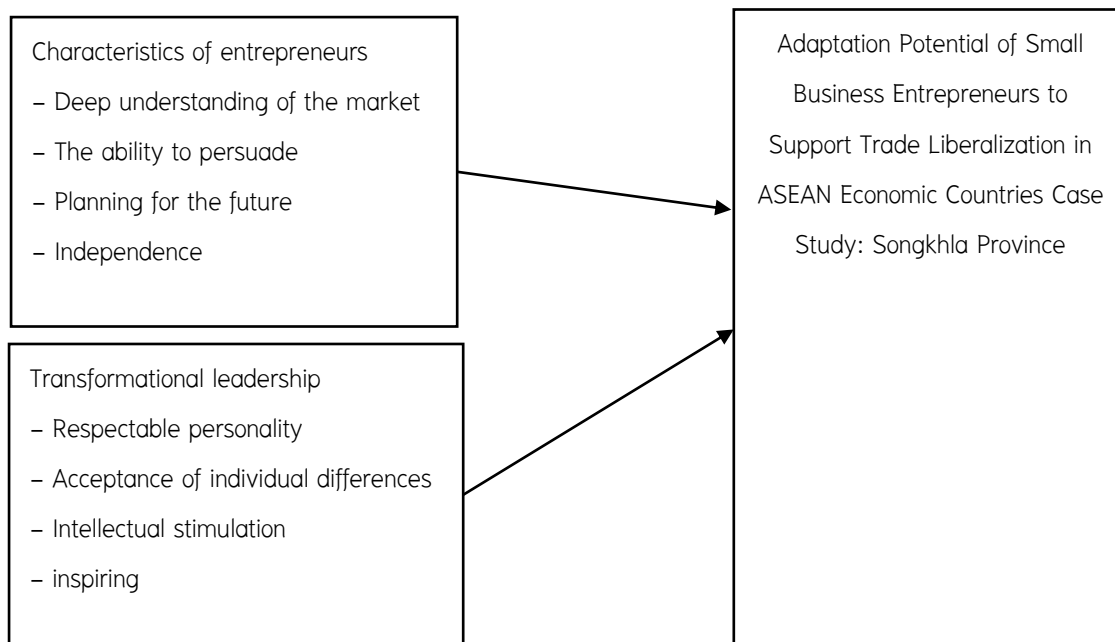 Characteristics of entrepreneurs
– Deep understanding of the market
– The ability to persuade
– Planning for the future
– Independence
Transformational leadership
– Respectable personality
– Acceptance of individual differences
– Intellectual stimulation
– inspiring
Adaptation Potential of Small
Business Entrepreneurs to
Support Trade Liberalization in
ASEAN Economic Countries Case
Study: Songkhla Province